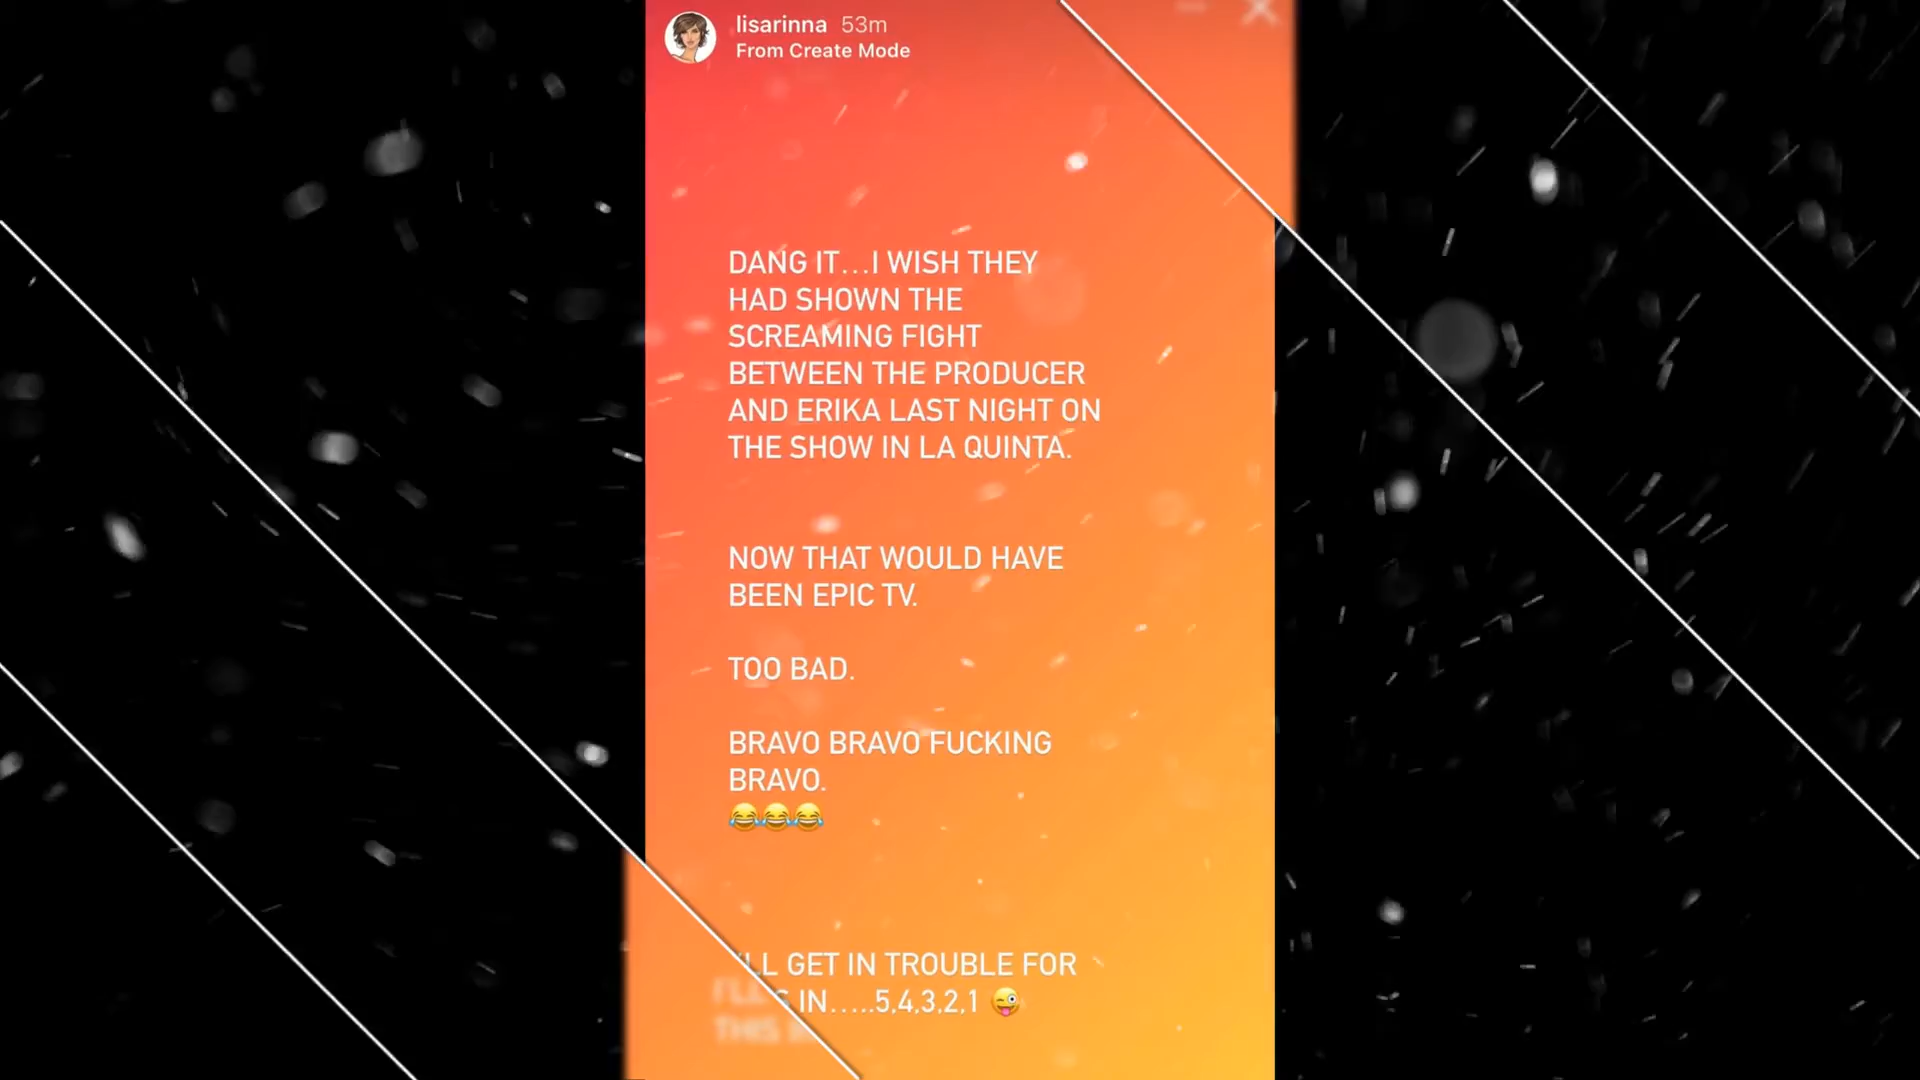 lisarinna 53m
From Create Mode
DANG IT...I WISH THEY
HAD SHOWN THE
SCREAMING FIGHT
BETWEEN THE PRODUCER
AND ERIKA LAST NIGHT ON
THE SHOW IN LA QUINTA.
NOW THAT WOULD HAVE
BEEN EPIC TV.
TOO BAD.
BRAVO BRAVO FUCKING
BRAVO.
😂😂😂
I'LL GET IN TROUBLE FOR
THIS IN.....5,4,3,2,1 😜